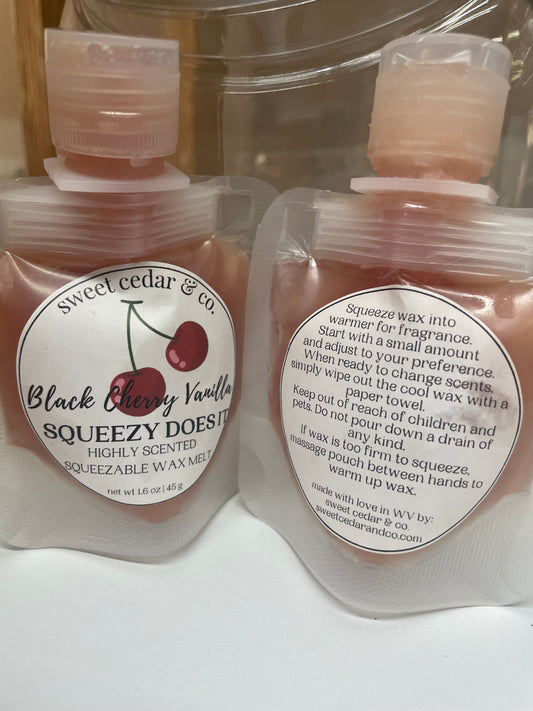 sweet cedar & co.
Black Cherry Vanilla
SQUEEZY DOES IT
HIGHLY SCENTED
SQUEEZABLE WAX MELT
net wt 1.6 oz | 45 g
Squeeze wax into
warmer for fragrance.
Start with a small amount
and adjust to your preference.
When ready to change scents,
simply wipe out the cool wax with a
paper towel.
Keep out of reach of children and
pets. Do not pour down a drain of
any kind.
If wax is too firm to squeeze,
massage pouch between hands to
warm up wax.
made with love in WV by:
sweet cedar & co.
sweetcedarandco.com